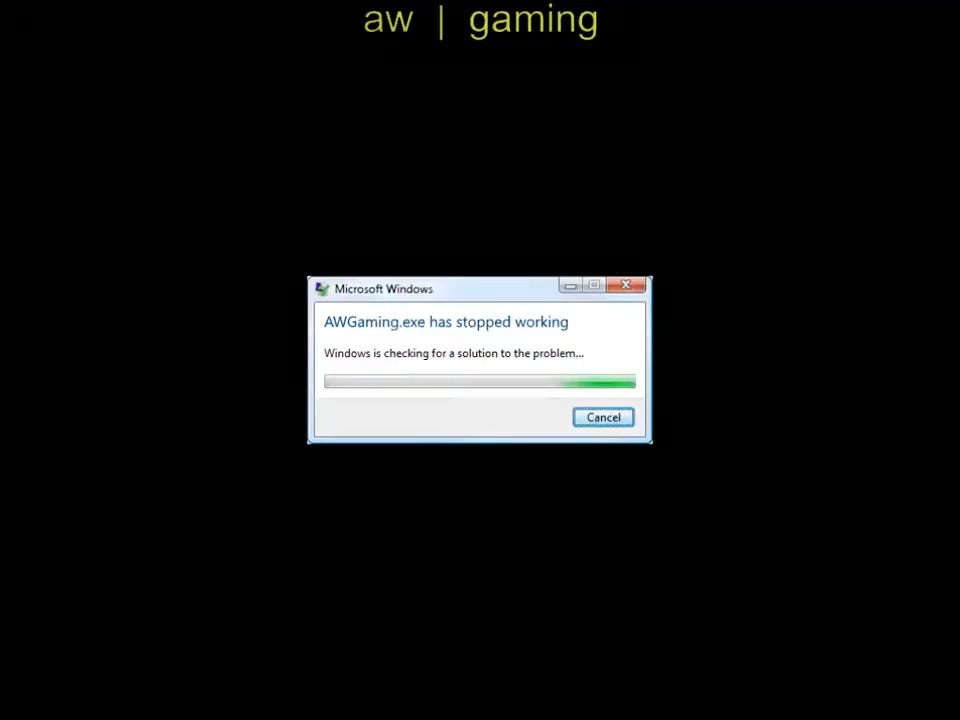 aw | gaming
Microsoft Windows
AWGaming.exe has stopped working
Windows is checking for a solution to the problem...
Cancel